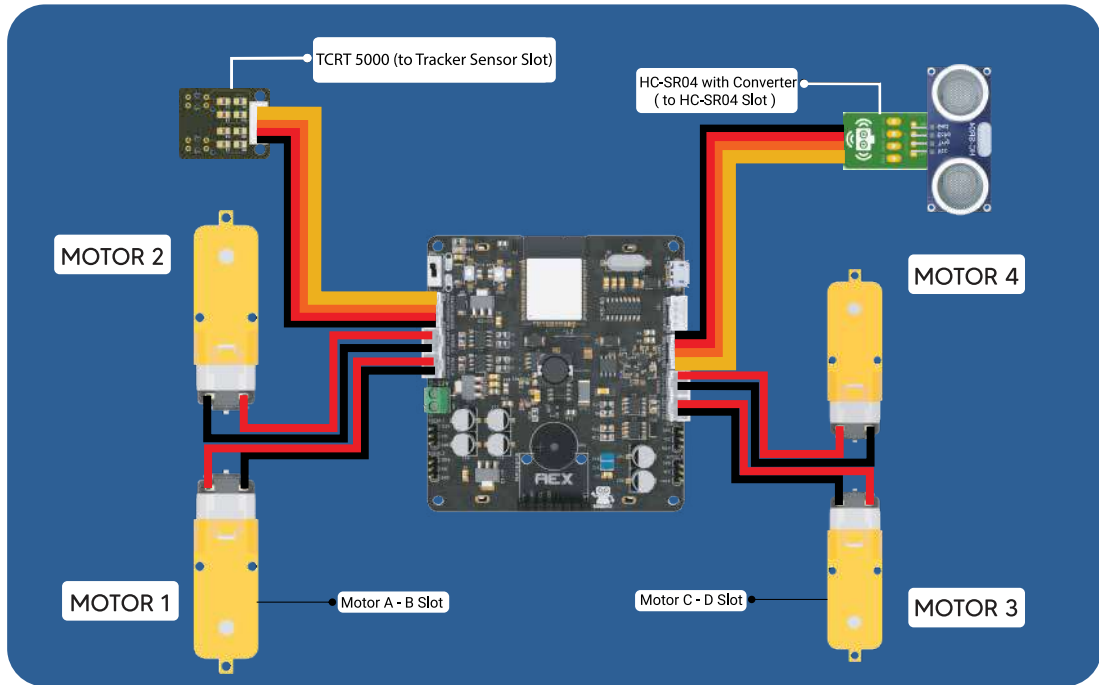 TCRT 5000 (to Tracker Sensor Slot)
HC-SR04 with Converter
( to HC-SR04 Slot )
MOTOR 2
MOTOR 4
AEX
MOTOR 1
Motor A - B Slot
Motor C - D Slot
MOTOR 3